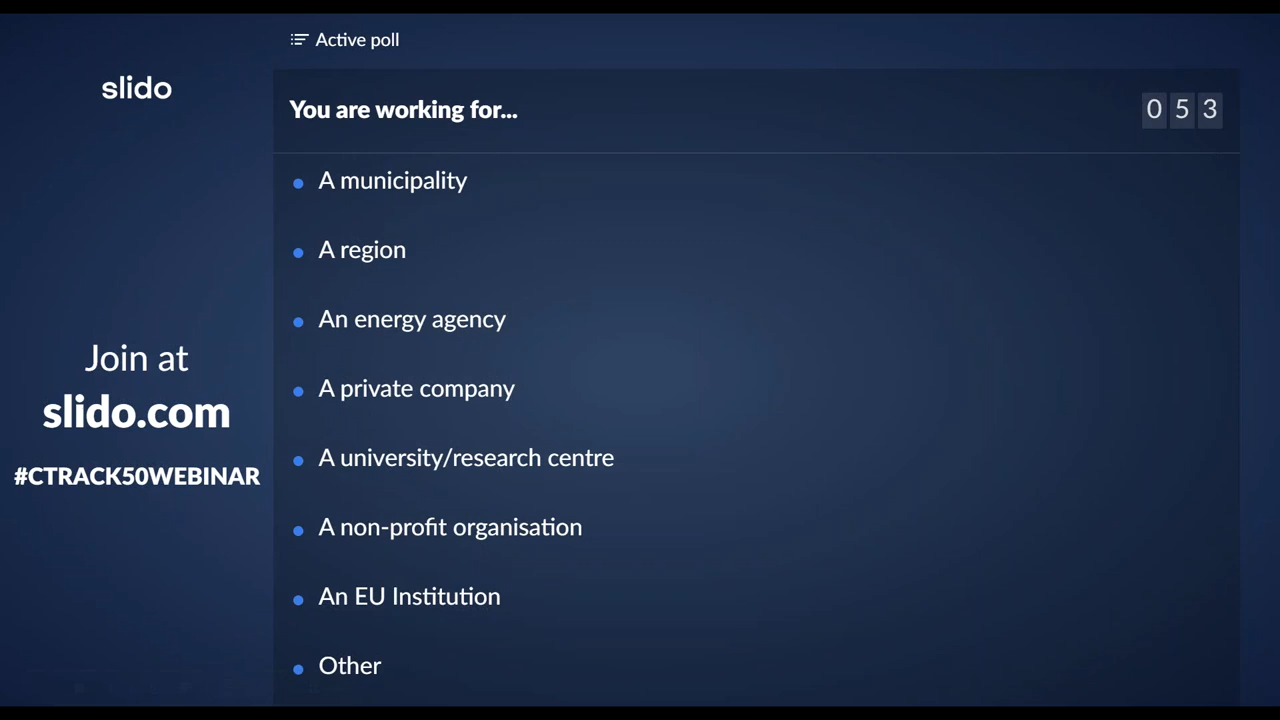 Active poll
slido
You are working for...
053
A municipality
A region
An energy agency
A private company
A university/research centre
A non-profit organisation
An EU Institution
Other
Join at
slido.com
#CTRACK50WEBINAR